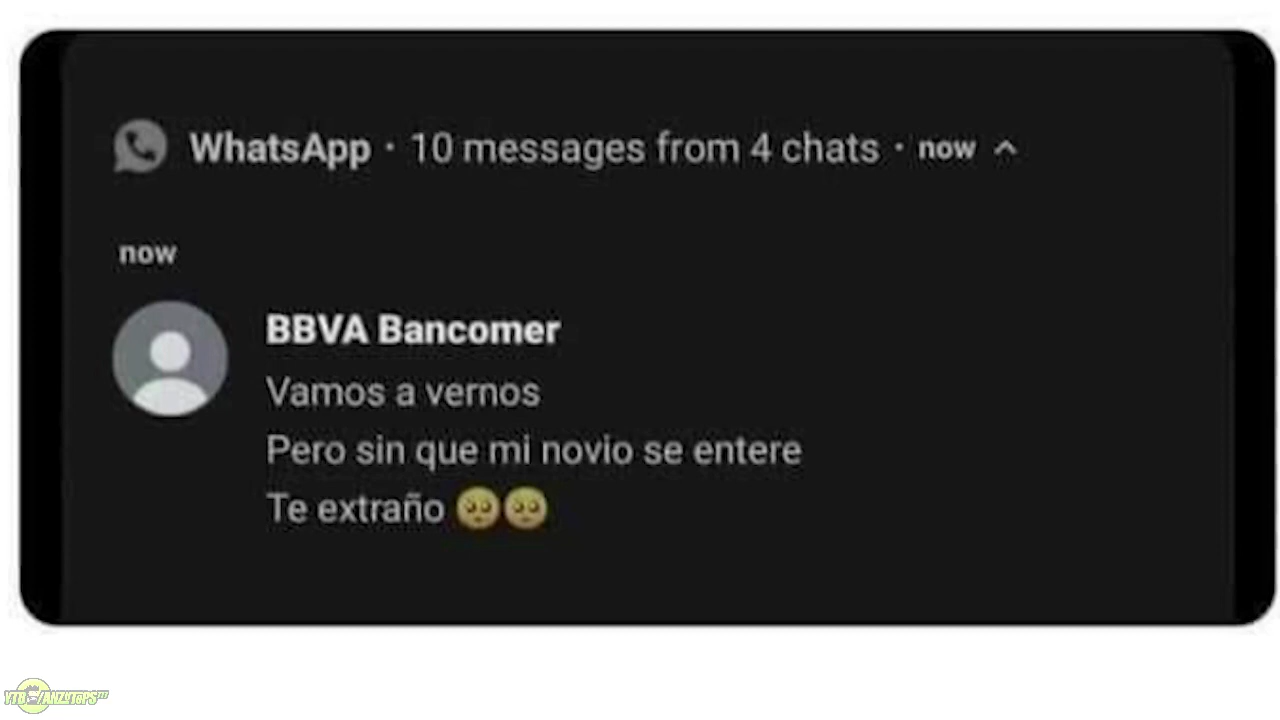 WhatsApp · 10 messages from 4 chats · now
now
BBVA Bancomer
Vamos a vernos
Pero sin que mi novio se entere
Te extraño 🥺🥺